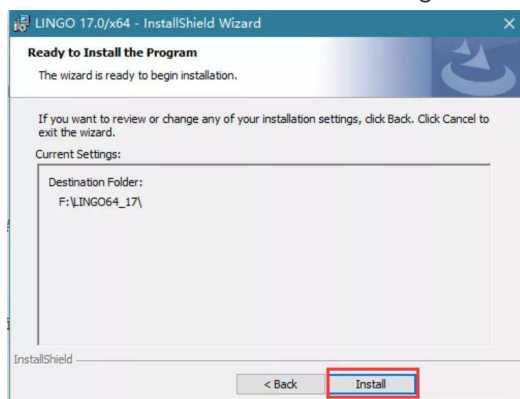 LINGO 17.0/x64 - InstallShield Wizard
Ready to Install the Program
The wizard is ready to begin installation.
If you want to review or change any of your installation settings, click Back. Click Cancel to
exit the wizard.
Current Settings:
Destination Folder:
F:\LINGO64_17\
InstallShield
< Back
Install